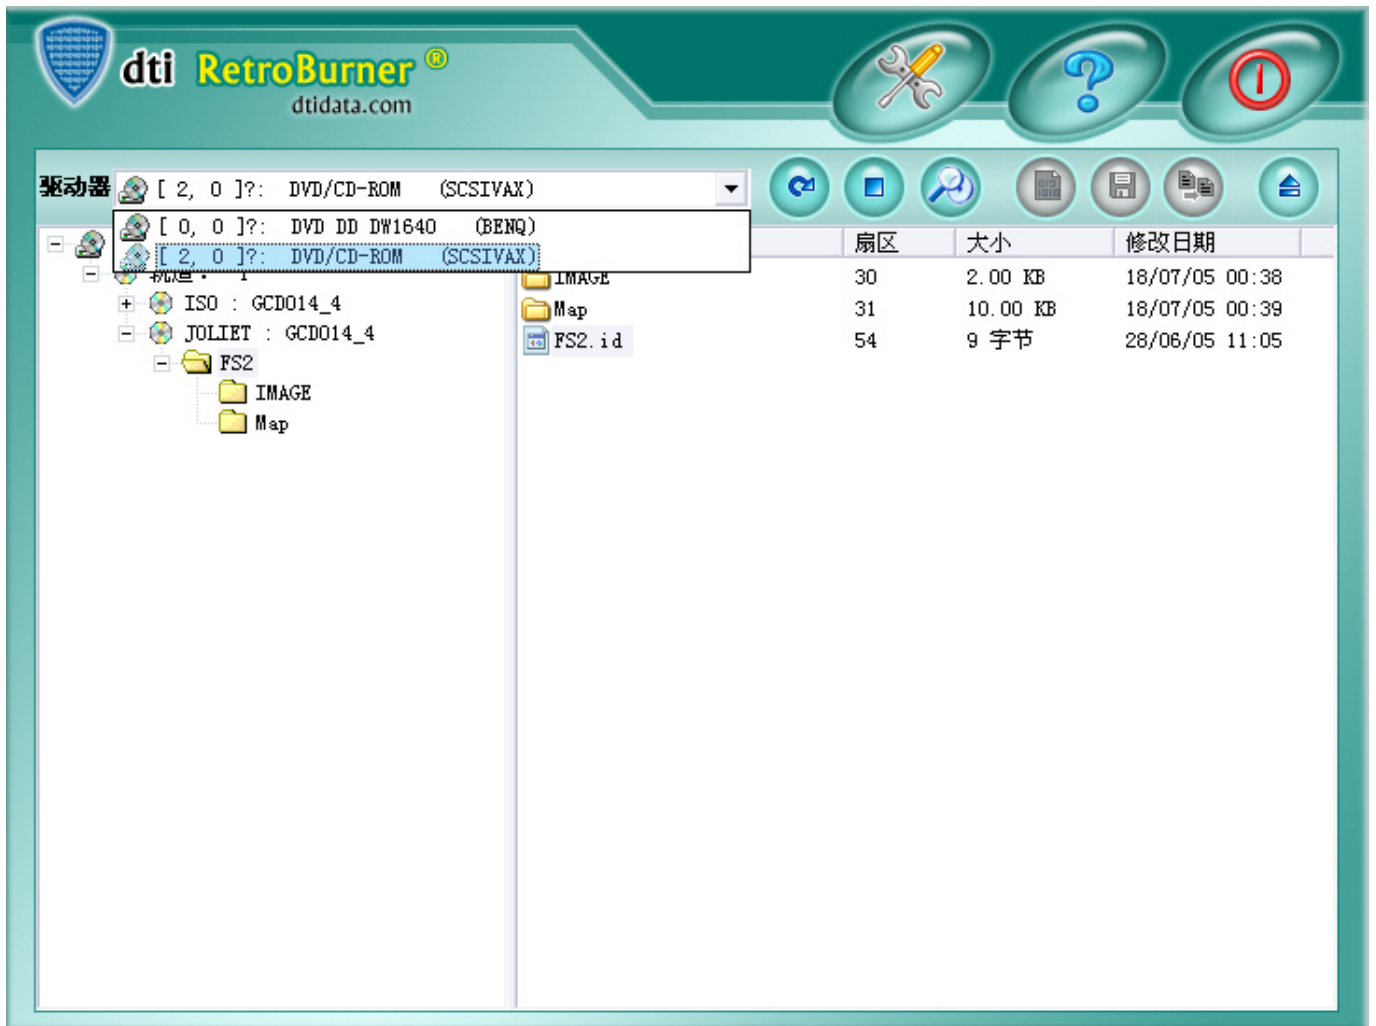 dti RetroBurner ®
dtidata.com
驱动器 [ 2, 0 ]?: DVD/CD-ROM (SCSIVAX)
[ 0, 0 ]?: DVD DD DW1640 (BENQ)
[ 2, 0 ]?: DVD/CD-ROM (SCSIVAX)
扇区 大小 修改日期
ISO : GCDO14_4
JOLIET : GCDO14_4
FS2
IMAGE
Map
IMAGE 30 2.00 KB 18/07/05 00:38
Map 31 10.00 KB 18/07/05 00:39
FS2.id 54 9 字节 28/06/05 11:05